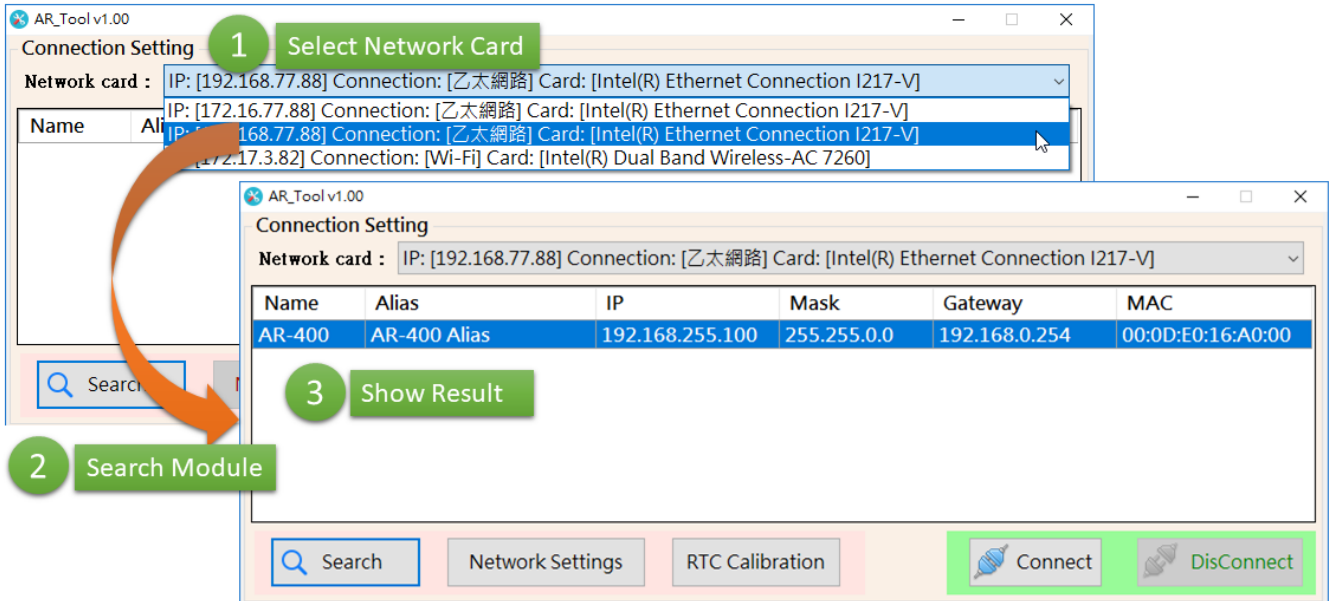 AR_Tool v1.00
Connection Setting
1 Select Network Card
Network card : IP: [192.168.77.88] Connection: [乙太網路] Card: [Intel(R) Ethernet Connection I217-V]
IP: [172.16.77.88] Connection: [乙太網路] Card: [Intel(R) Ethernet Connection I217-V]
Name
IP: 168.77.88] Connection: [乙太網路] Card: [Intel(R) Ethernet Connection I217-V]
[172.17.3.82] Connection: [Wi-Fi] Card: [Intel(R) Dual Band Wireless-AC 7260]
Search
2 Search Module
AR_Tool v1.00
Connection Setting
Network card : IP: [192.168.77.88] Connection: [乙太網路] Card: [Intel(R) Ethernet Connection I217-V]
Name Alias IP Mask Gateway MAC
AR-400 AR-400 Alias 192.168.255.100 255.255.0.0 192.168.0.254 00:0D:E0:16:A0:00
3 Show Result
Search Network Settings RTC Calibration Connect DisConnect